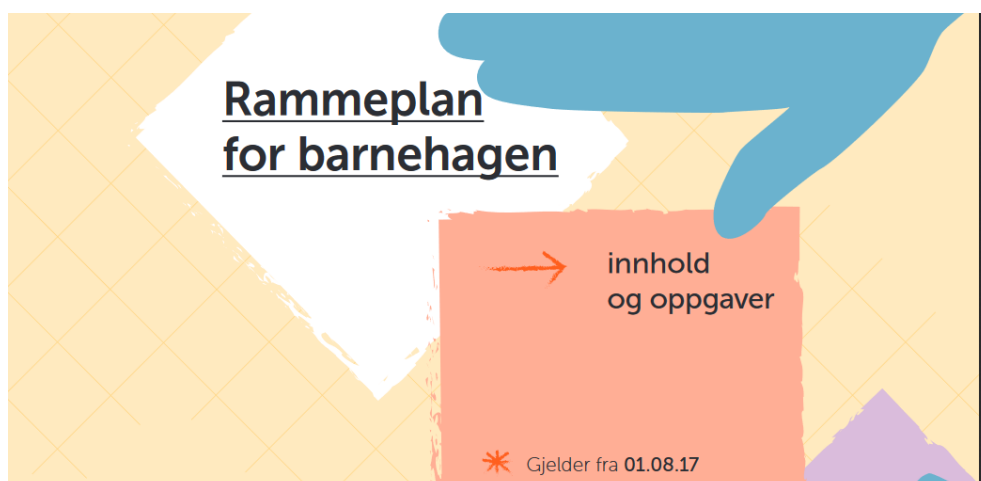 Rammeplan
for barnehagen
innhold
og oppgaver
Gjelder fra 01.08.17